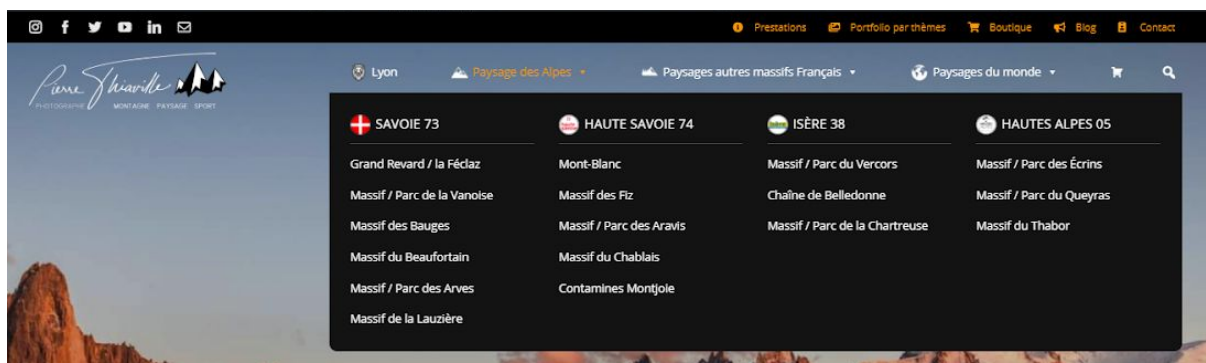 Prestations Portfolio par thèmes Boutique Blog Contact
Pierre Thiaville
PHOTOGRAPHE MONTAGNE PAYSAGE SPORT
Lyon Paysage des Alpes Paysages autres massifs Français Paysages du monde
SAVOIE 73 HAUTE SAVOIE 74 ISÈRE 38 HAUTES ALPES 05
Grand Revard / la Féclaz Mont-Blanc Massif / Parc du Vercors Massif / Parc des Écrins
Massif / Parc de la Vanoise Massif des Fiz Chaîne de Belledonne Massif / Parc du Queyras
Massif des Bauges Massif / Parc des Aravis Massif / Parc de la Chartreuse Massif du Thabor
Massif du Beaufortain Massif du Chablais
Massif / Parc des Arves Contamines Montjoie
Massif de la Lauzière